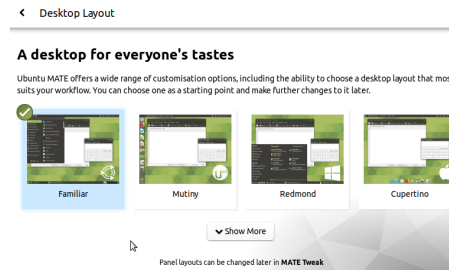 Desktop Layout
A desktop for everyone's tastes
Ubuntu MATE offers a wide range of customisation options, including the ability to choose a desktop layout that mos
suits your workflow. You can choose one as a starting point and make further changes to it later.
Familiar
Mutiny
Redmond
Cupertino
Show More
Panel layouts can be changed later in MATE Tweak